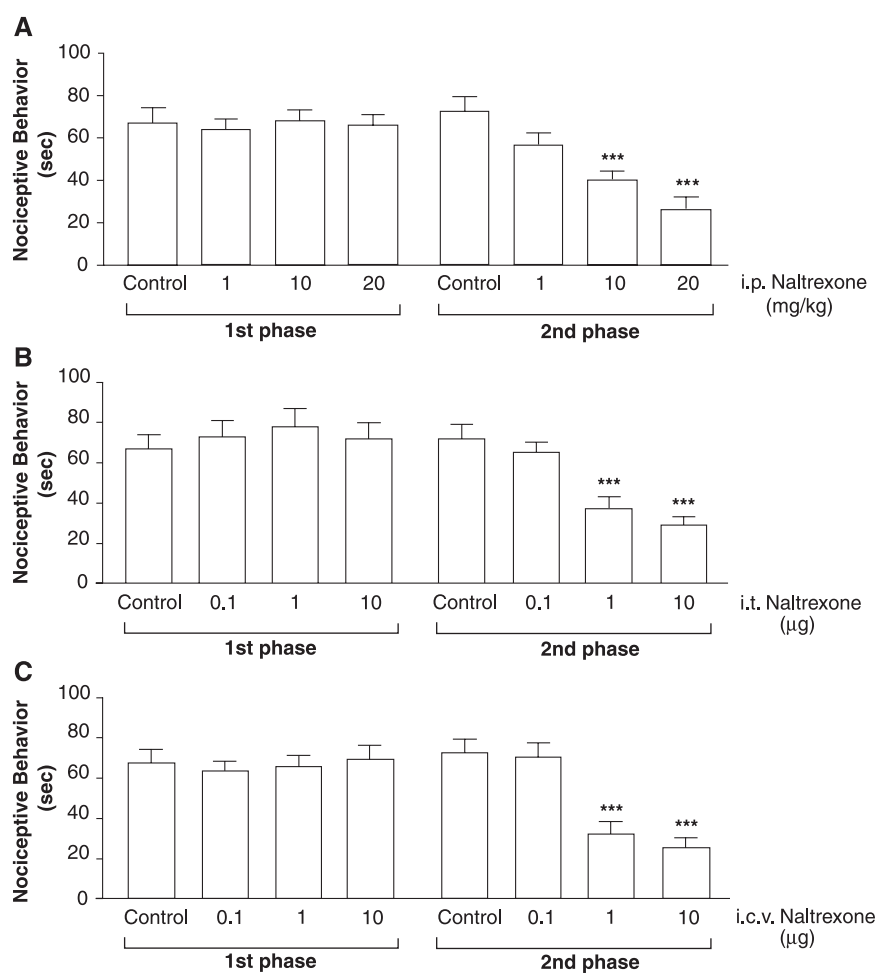 A
Nociceptive Behavior
(sec)
100
80
60
40
20
0
***
***
Control 1 10 20 Control 1 10 20 i.p. Naltrexone
(mg/kg)
1st phase 2nd phase
B
Nociceptive Behavior
(sec)
100
80
60
40
20
0
***
***
Control 0.1 1 10 Control 0.1 1 10 i.t. Naltrexone
(μg)
1st phase 2nd phase
C
Nociceptive Behavior
(sec)
100
80
60
40
20
0
***
***
Control 0.1 1 10 Control 0.1 1 10 i.c.v. Naltrexone
(μg)
1st phase 2nd phase